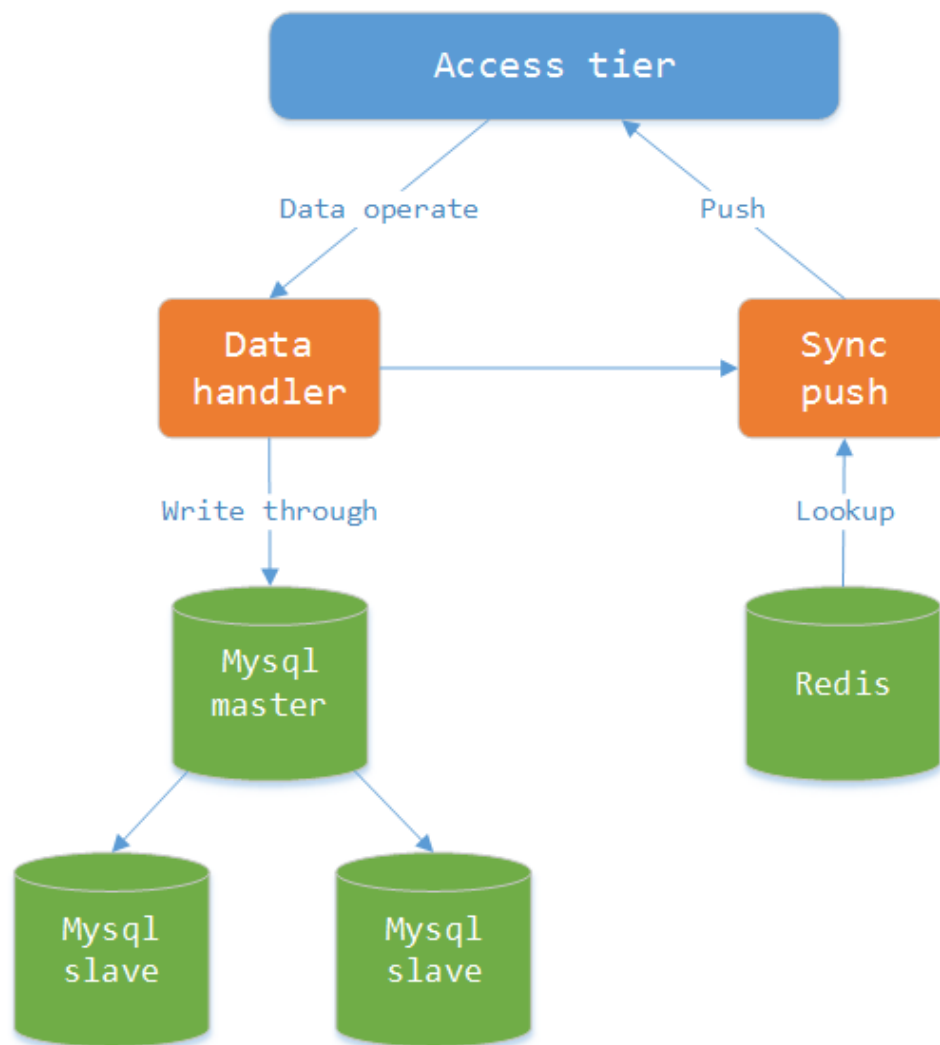 Access tier
Data operate
Push
Data
handler
Sync
push
Write through
Lookup
Mysql
master
Redis
Mysql
slave
Mysql
slave